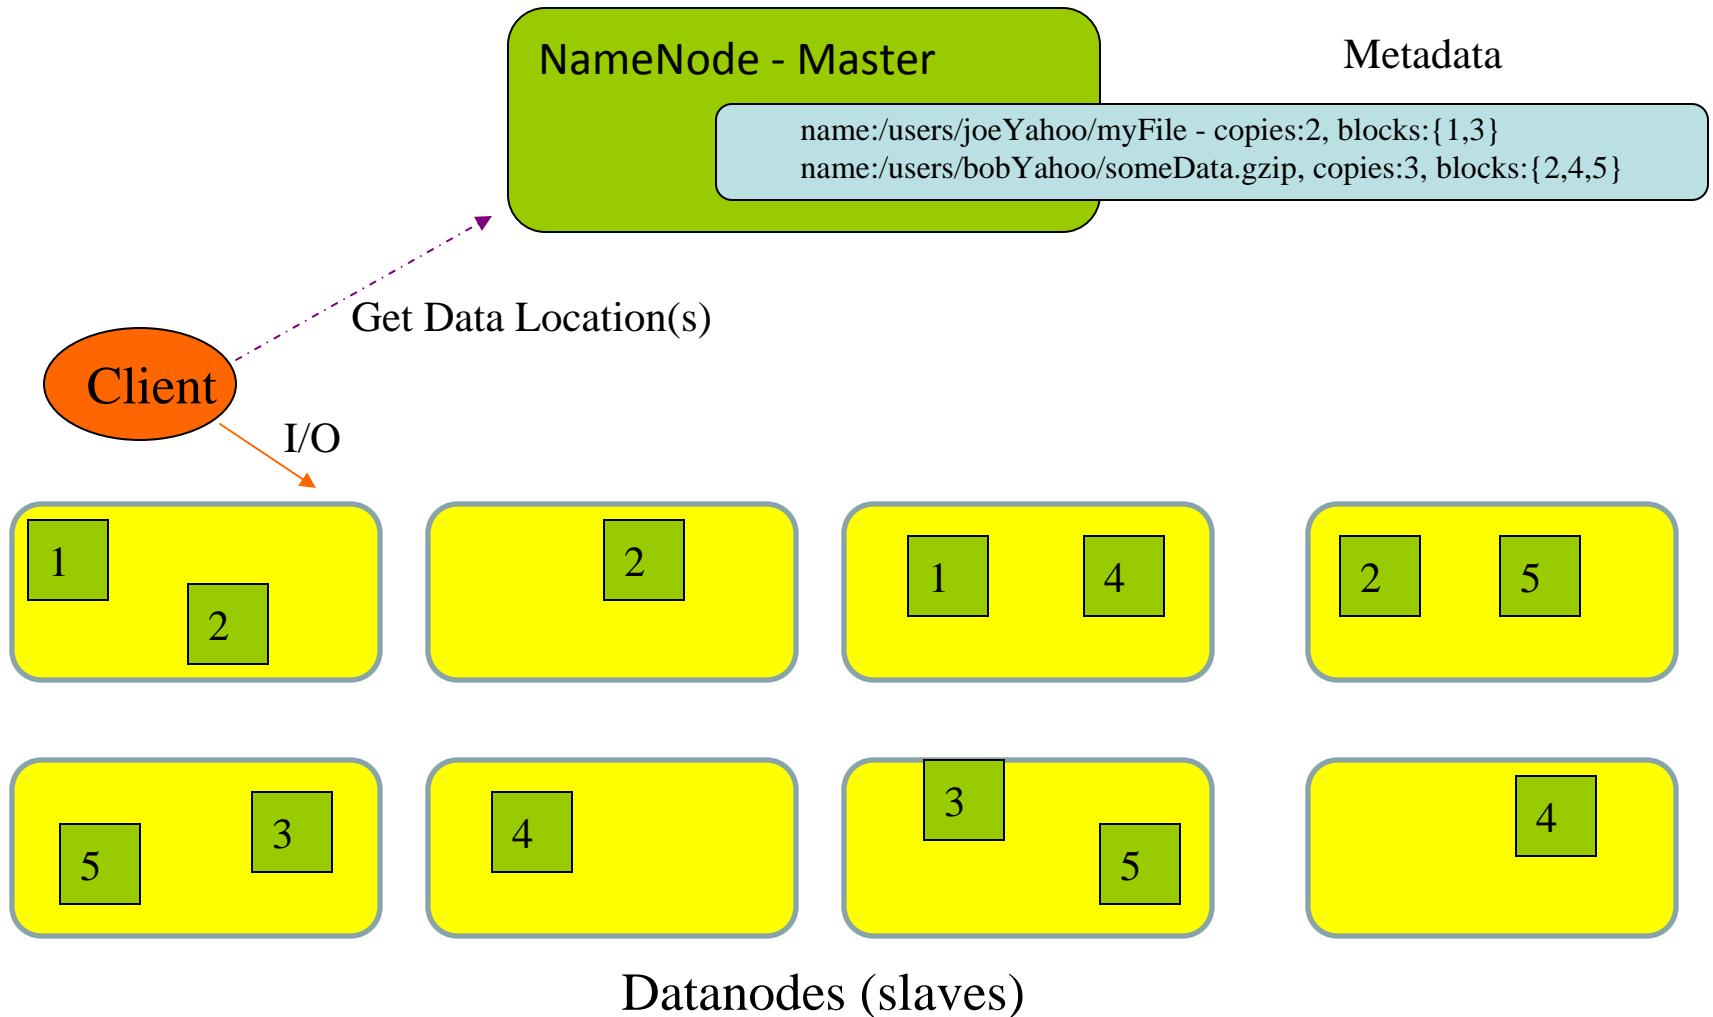 NameNode - Master
Metadata
name:/users/joeYahoo/myFile - copies:2, blocks:{1,3}
name:/users/bobYahoo/someData.gzip, copies:3, blocks:{2,4,5}
Get Data Location(s)
Client
I/O
1
2
2
1
4
2
5
5
3
4
3
5
4
Datanodes (slaves)